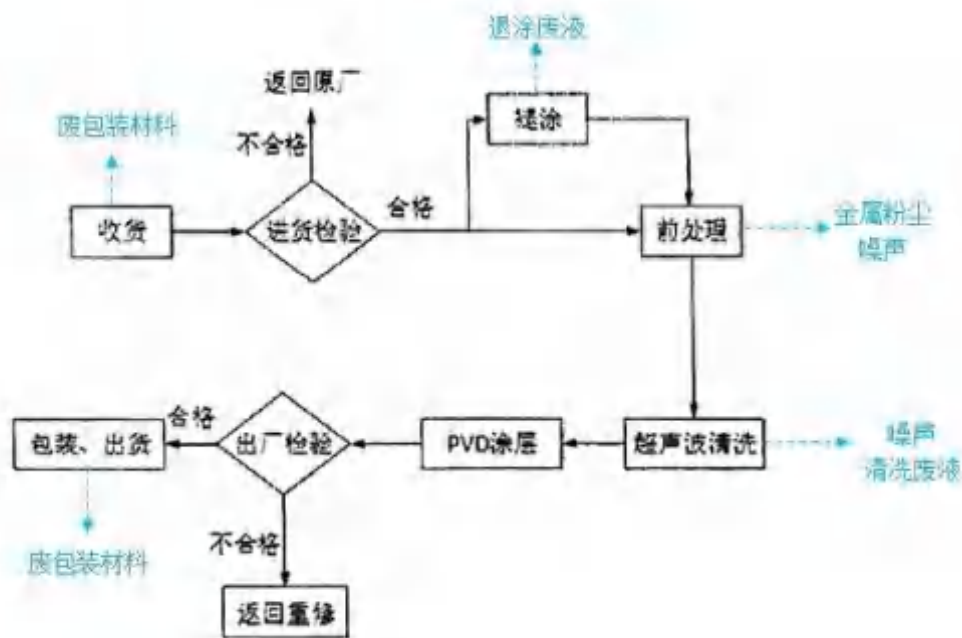 退涂废液
返回原厂
废包装材料
不合格
褪涂
收货
进货检验
合格
前处理
金属粉尘
噪声
包装、出货
合格
出厂检验
PVD涂层
超声波清洗
噪声
清洗废液
不合格
废包装材料
返回重修